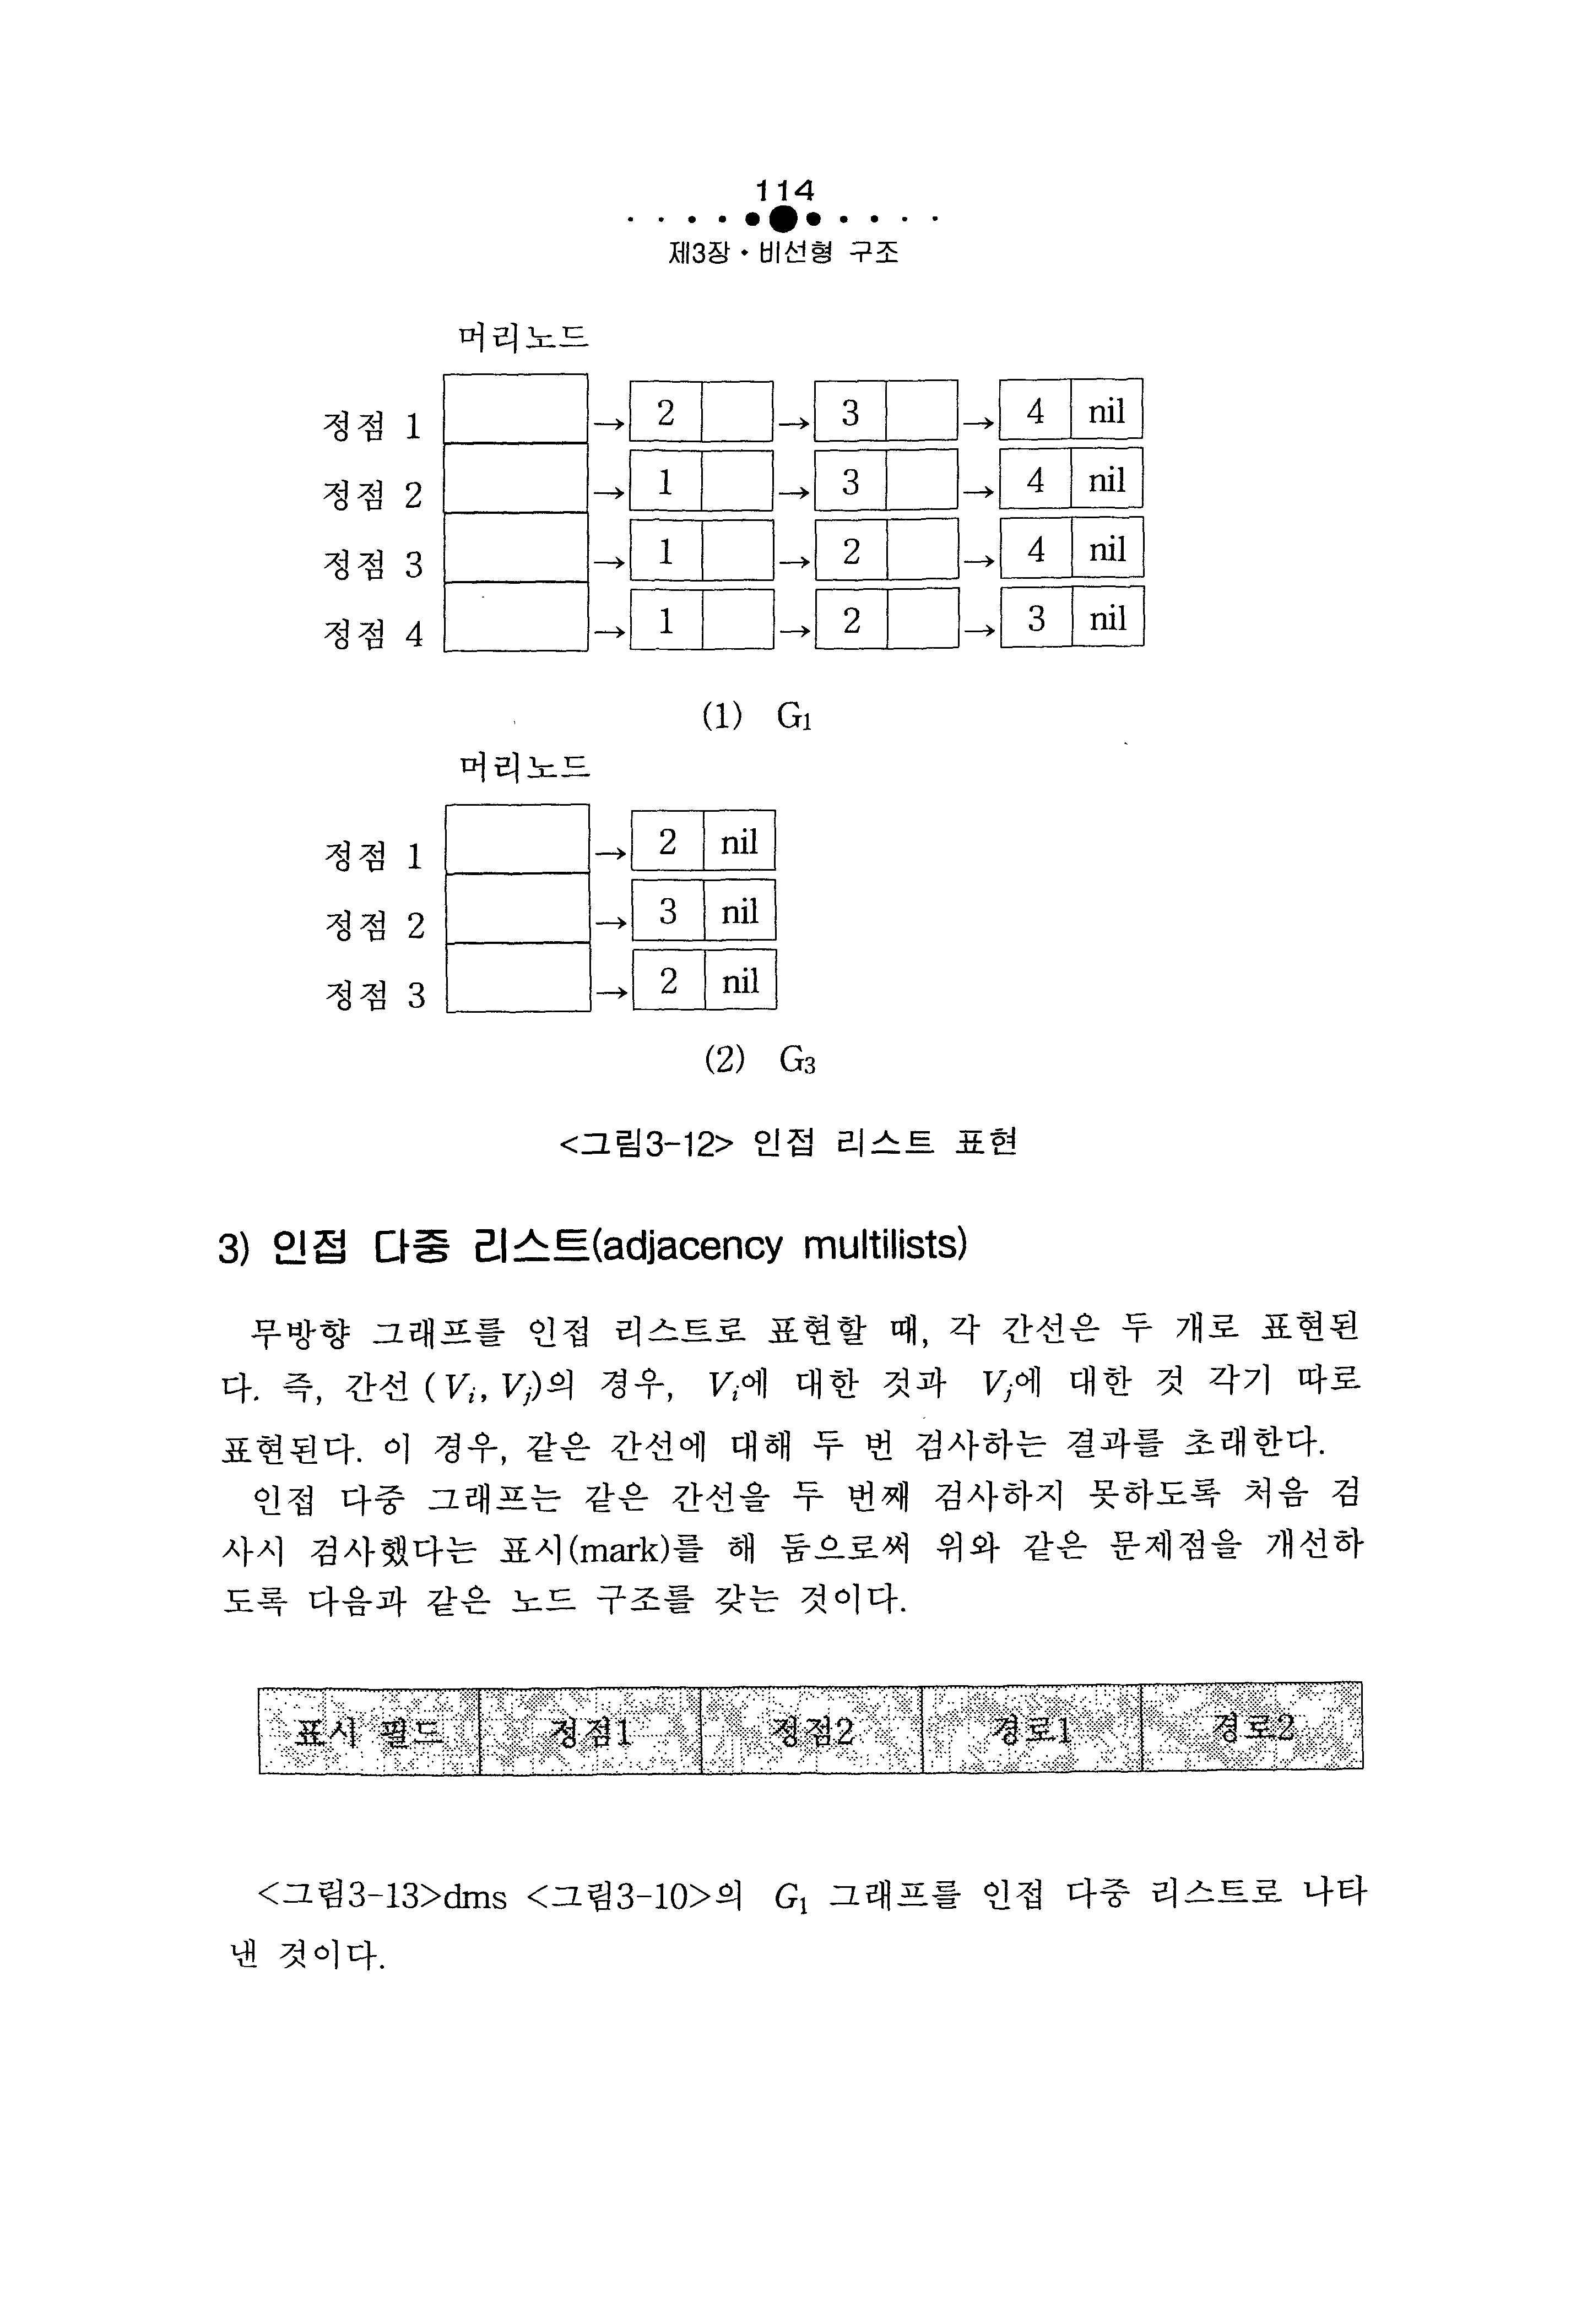 114
제3장 • 비선형 구조
머리노드
정점 1 → 2 → 3 → 4 nil
정점 2 → 1 → 3 → 4 nil
정점 3 → 1 → 2 → 4 nil
정점 4 → 1 → 2 → 3 nil
(1) G₁
머리노드
정점 1 → 2 nil
정점 2 → 3 nil
정점 3 → 2 nil
(2) G₃
<그림3-12> 인접 리스트 표현
3) 인접 다중 리스트(adjacency multilists)
무방향 그래프를 인접 리스트로 표현할 때, 각 간선은 두 개로 표현된
다. 즉, 간선 (Vᵢ, Vⱼ)의 경우, Vᵢ에 대한 것과 Vⱼ에 대한 것 각기 따로
표현된다. 이 경우, 같은 간선에 대해 두 번 검사하는 결과를 초래한다.
인접 다중 그래프는 같은 간선을 두 번째 검사하지 못하도록 처음 검
사시 검사했다는 표시(mark)를 해 둠으로써 위와 같은 문제점을 개선하
도록 다음과 같은 노드 구조를 갖는 것이다.
표시 필드 정점1 정점2 경로1 경로2
<그림3-13>dms <그림3-10>의 G₁ 그래프를 인접 다중 리스트로 나타
낸 것이다.